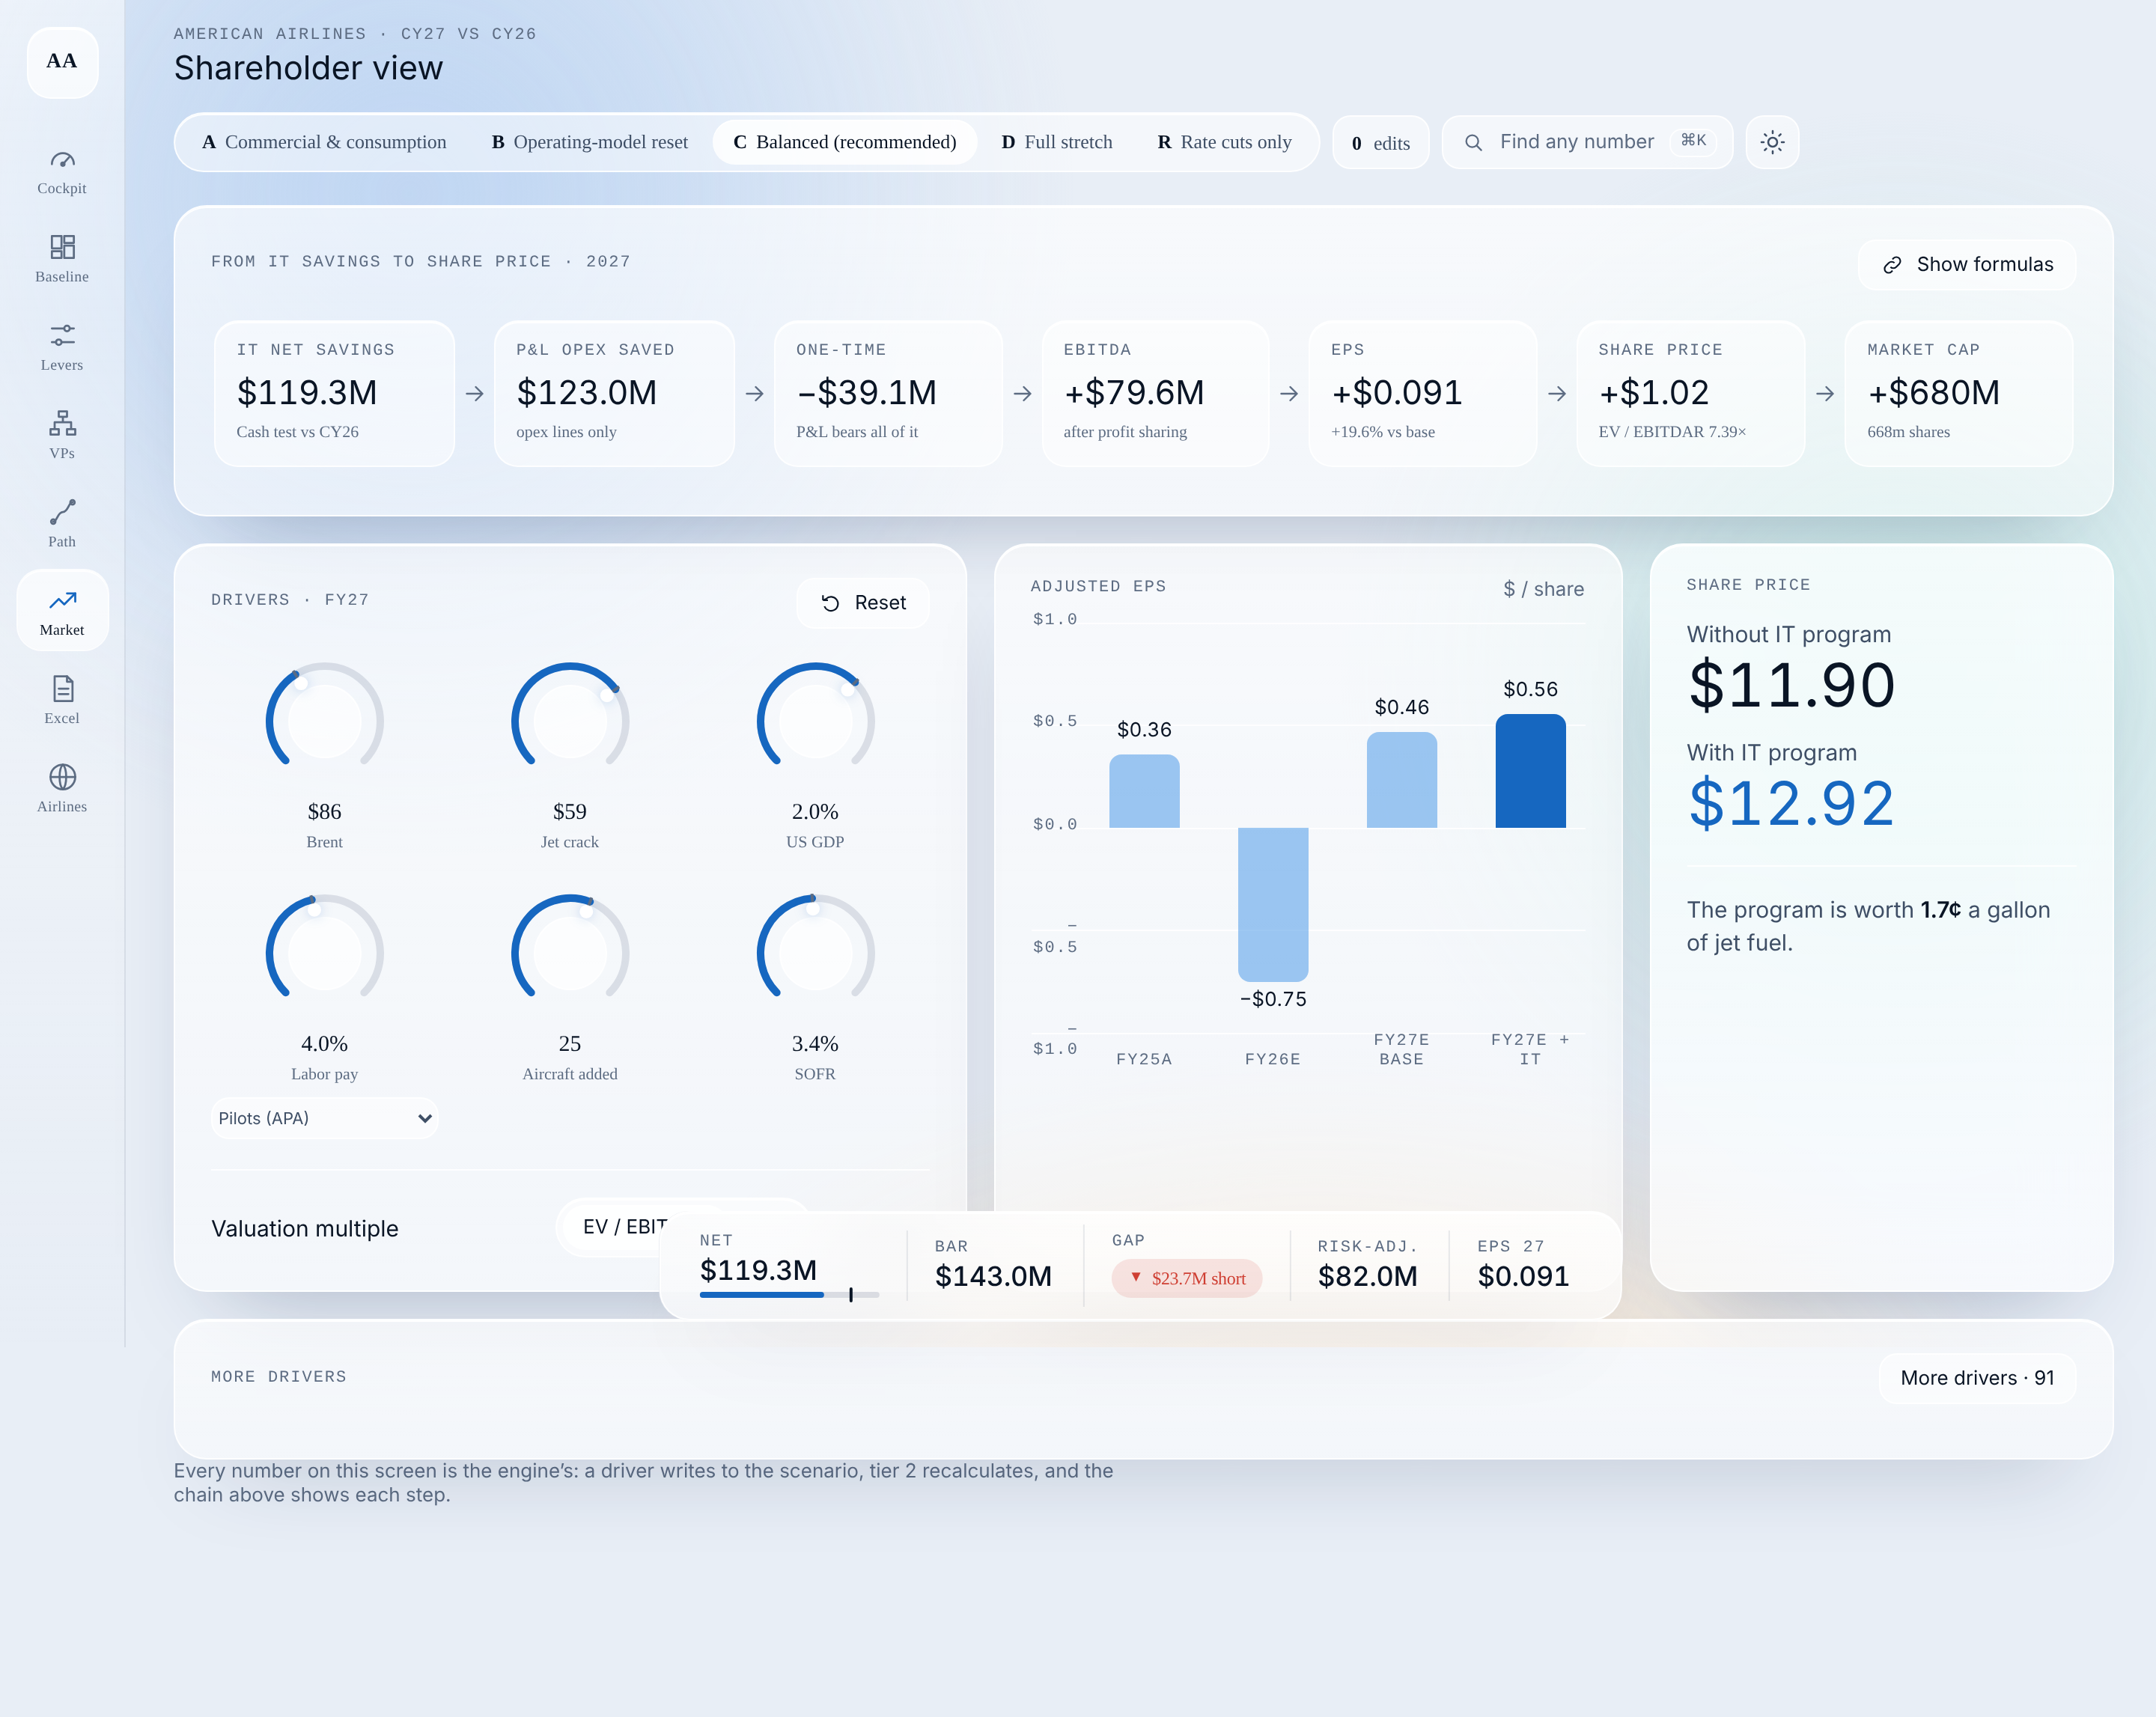 AA
Cockpit
Baseline
Levers
VPs
Path
Market
Excel
Airlines
AMERICAN AIRLINES · CY27 VS CY26
Shareholder view
A Commercial & consumption
B Operating-model reset
C Balanced (recommended)
D Full stretch
R Rate cuts only
0 edits
Find any number ⌘K
FROM IT SAVINGS TO SHARE PRICE · 2027
Show formulas
IT NET SAVINGS
$119.3M
Cash test vs CY26
P&L OPEX SAVED
$123.0M
opex lines only
ONE-TIME
−$39.1M
P&L bears all of it
EBITDA
+$79.6M
after profit sharing
EPS
+$0.091
+19.6% vs base
SHARE PRICE
+$1.02
EV / EBITDAR 7.39×
MARKET CAP
+$680M
668m shares
DRIVERS · FY27
Reset
$86
Brent
$59
Jet crack
2.0%
US GDP
4.0%
Labor pay
25
Aircraft added
3.4%
SOFR
Pilots (APA)
Valuation multiple
EV / EBIT
ADJUSTED EPS
$ / share
$1.0
$0.5
$0.0
−
$0.5
−
$1.0
$0.36
−$0.75
$0.46
$0.56
FY25A
FY26E
FY27E
BASE
FY27E +
IT
SHARE PRICE
Without IT program
$11.90
With IT program
$12.92
The program is worth 1.7¢ a gallon
of jet fuel.
NET
$119.3M
BAR
$143.0M
GAP
▼ $23.7M short
RISK-ADJ.
$82.0M
EPS 27
$0.091
MORE DRIVERS
More drivers · 91
Every number on this screen is the engine’s: a driver writes to the scenario, tier 2 recalculates, and the
chain above shows each step.